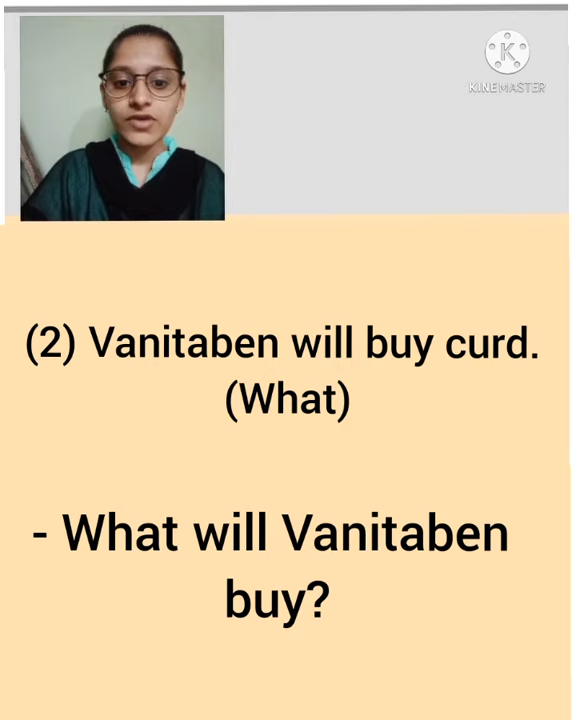 K
KINEMASTER
(2) Vanitaben will buy curd.
(What)
- What will Vanitaben
buy?